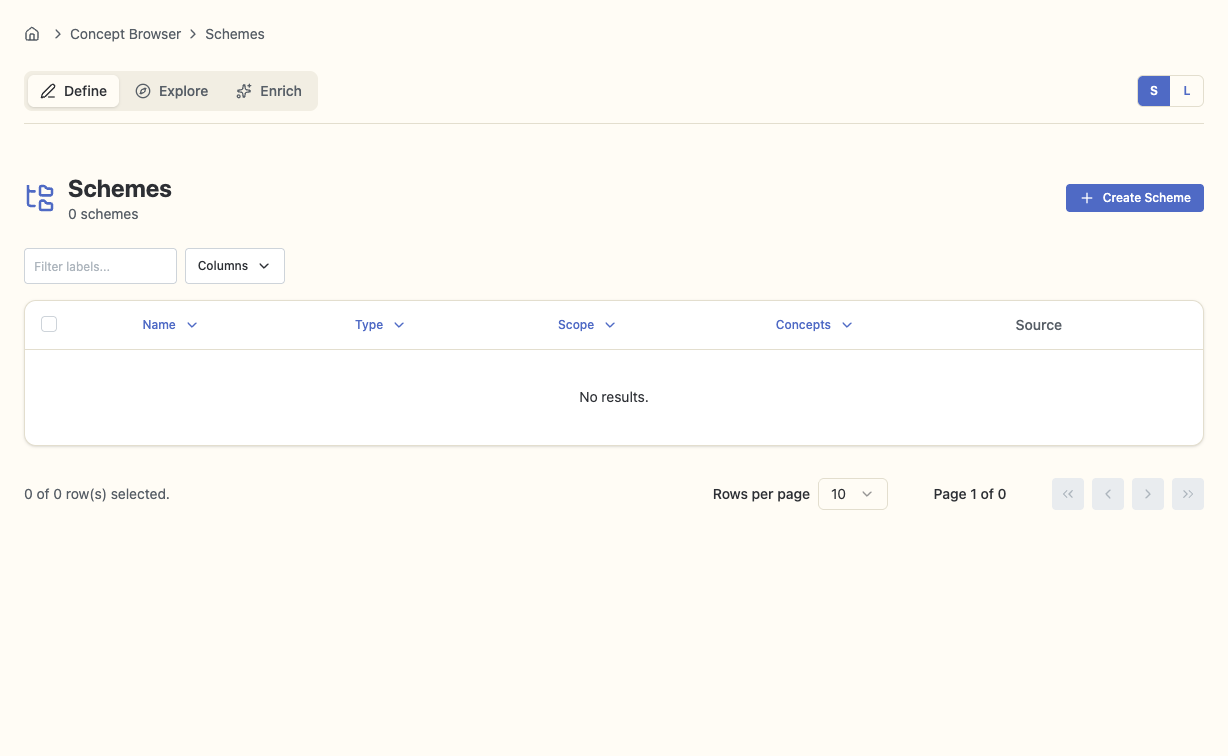 Concept Browser Schemes
Define Explore Enrich S L
Schemes
0 schemes
Create Scheme
Filter labels... Columns
Name Type Scope Concepts Source
No results.
0 of 0 row(s) selected. Rows per page 10 Page 1 of 0